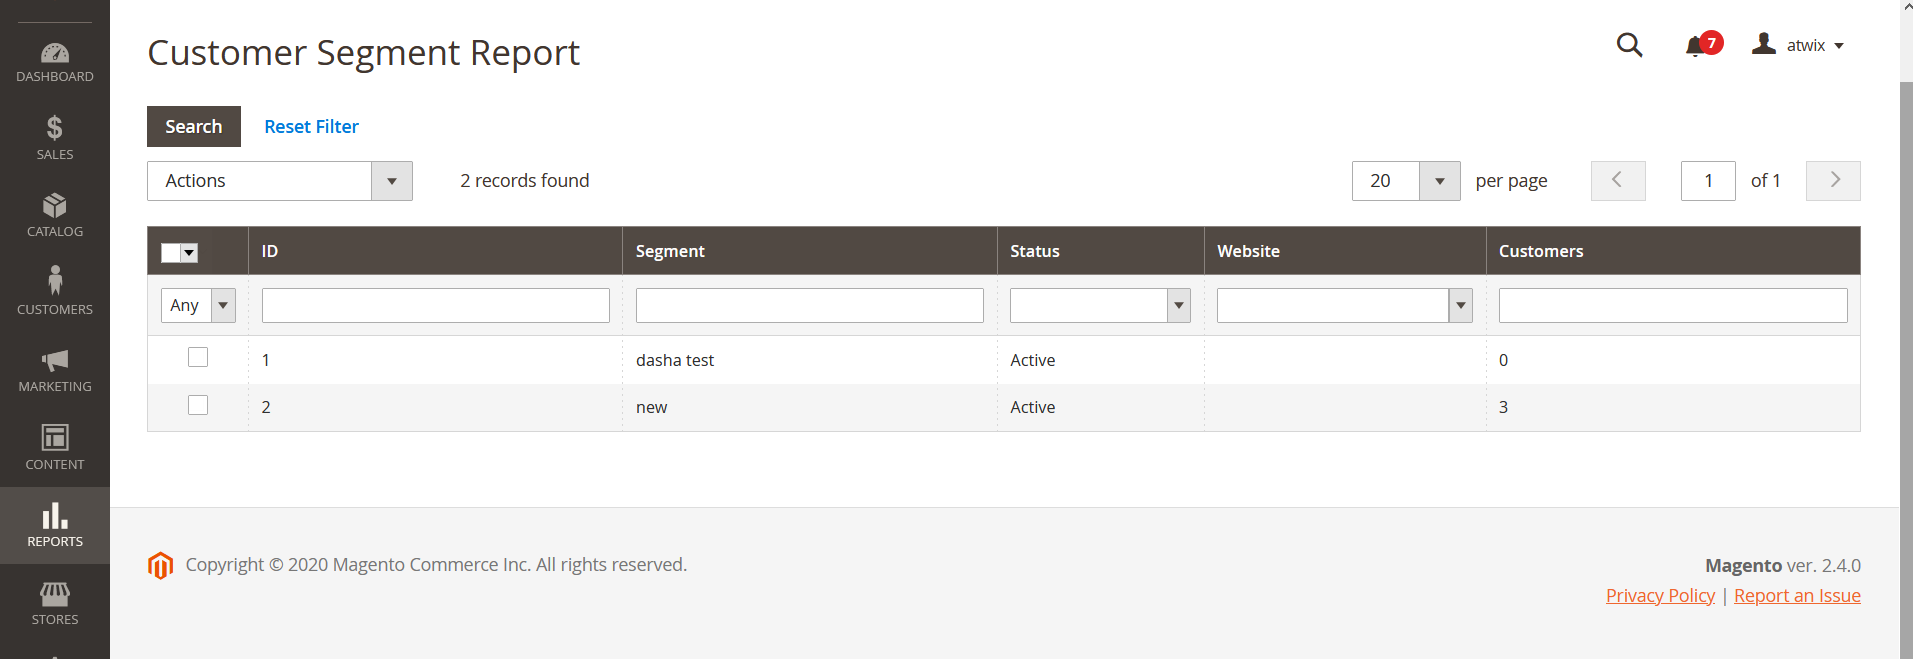 Customer Segment Report
7
atwix
DASHBOARD
SALES
CATALOG
CUSTOMERS
MARKETING
CONTENT
REPORTS
STORES
Search Reset Filter
Actions 2 records found 20 per page 1 of 1
ID Segment Status Website Customers
Any
1 dasha test Active 0
2 new Active 3
Copyright © 2020 Magento Commerce Inc. All rights reserved.
Magento ver. 2.4.0
Privacy Policy | Report an Issue